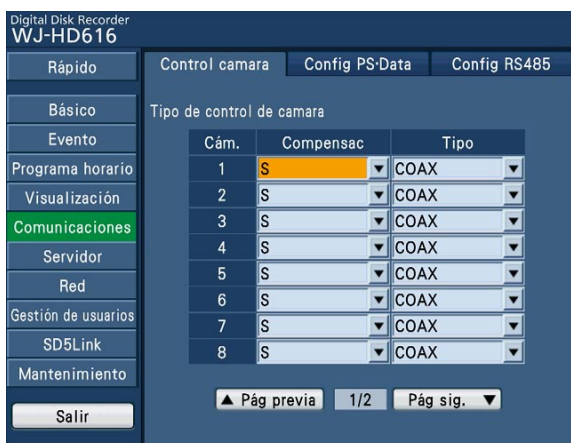 Digital Disk Recorder
WJ-HD616
Rápido
Básico
Evento
Programa horario
Visualización
Comunicaciones
Servidor
Red
Gestión de usuarios
SD5Link
Mantenimiento
Salir
Control camara Config PS·Data Config RS485
Tipo de control de camara
Cám. Compensac Tipo
1 S COAX
2 S COAX
3 S COAX
4 S COAX
5 S COAX
6 S COAX
7 S COAX
8 S COAX
▲ Pág previa 1/2 Pág sig. ▼